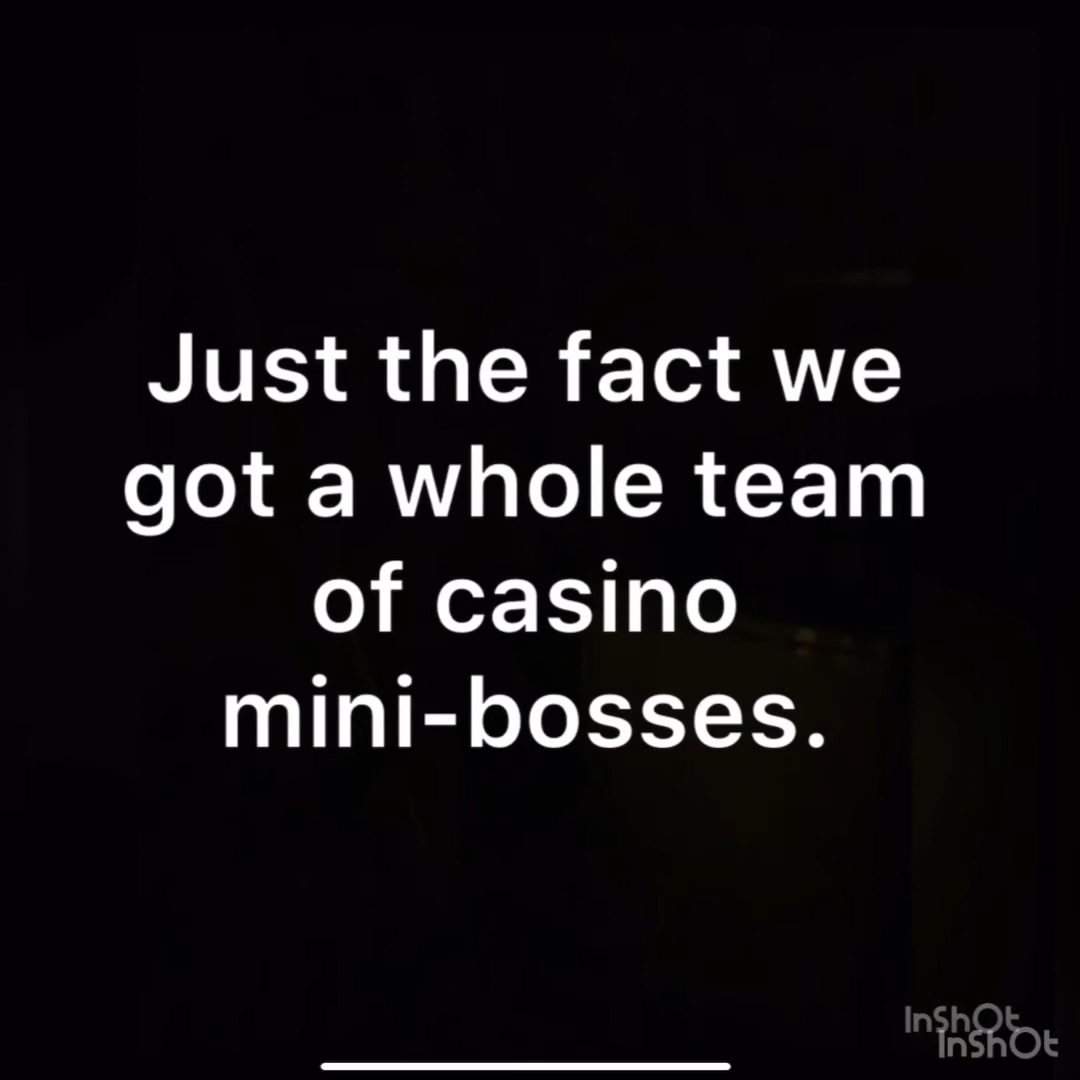 Just the fact we
got a whole team
of casino
mini-bosses.
InShOt
InShOt